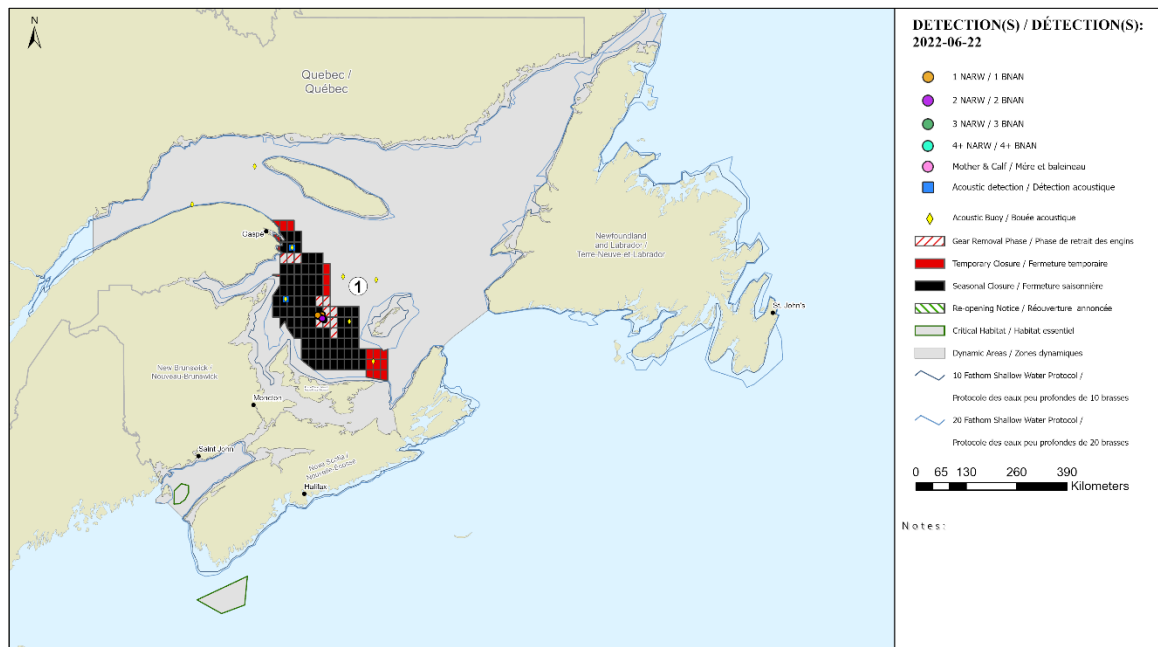 N
Quebec /
Québec
Gaspé
1
Newfoundland
and Labrador /
Terre-Neuve-et-Labrador
St. John's
New Brunswick /
Nouveau-Brunswick
Moncton
Saint John
Nova Scotia /
Nouvelle-Écosse
Halifax
DETECTION(S) / DÉTECTION(S):
2022-06-22
1 NARW / 1 BNAN
2 NARW / 2 BNAN
3 NARW / 3 BNAN
4+ NARW / 4+ BNAN
Mother & Calf / Mère et baleineau
Acoustic detection / Détection acoustique
Acoustic Buoy / Bouée acoustique
Gear Removal Phase / Phase de retrait des engins
Temporary Closure / Fermeture temporaire
Seasonal Closure / Fermeture saisonnière
Re-opening Notice / Réouverture annoncée
Critical Habitat / Habitat essentiel
Dynamic Areas / Zones dynamiques
10 Fathom Shallow Water Protocol /
Protocole des eaux peu profondes de 10 brasses
20 Fathom Shallow Water Protocol /
Protocole des eaux peu profondes de 20 brasses
0 65 130 260 390
Kilometers
Notes: